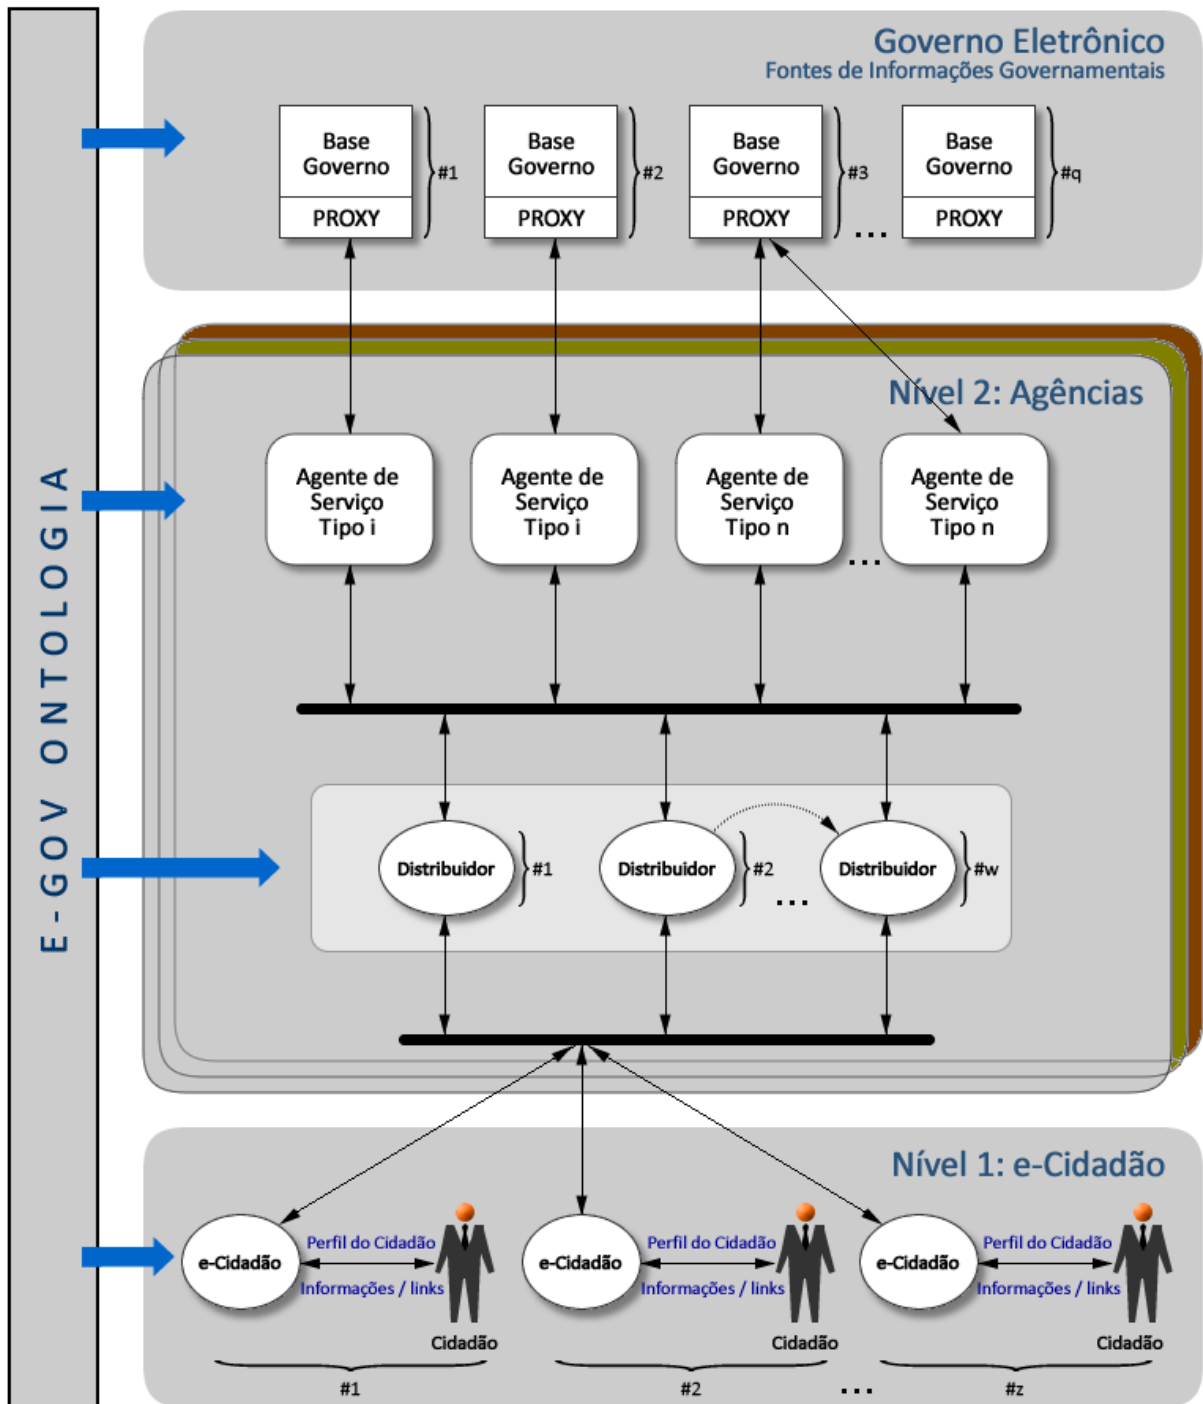 Governo Eletrônico
Fontes de Informações Governamentais
Base
Governo
PROXY
#1
Base
Governo
PROXY
#2
Base
Governo
PROXY
#3
...
Base
Governo
PROXY
#q
E-GOV ONTOLOGIA
Nível 2: Agências
Agente de
Serviço
Tipo i
Agente de
Serviço
Tipo i
Agente de
Serviço
Tipo n
...
Agente de
Serviço
Tipo n
Distribuidor
#1
Distribuidor
#2
...
Distribuidor
#w
Nível 1: e-Cidadão
e-Cidadão
Perfil do Cidadão
Informações / links
Cidadão
#1
e-Cidadão
Perfil do Cidadão
Informações / links
Cidadão
#2
...
e-Cidadão
Perfil do Cidadão
Informações / links
Cidadão
#z